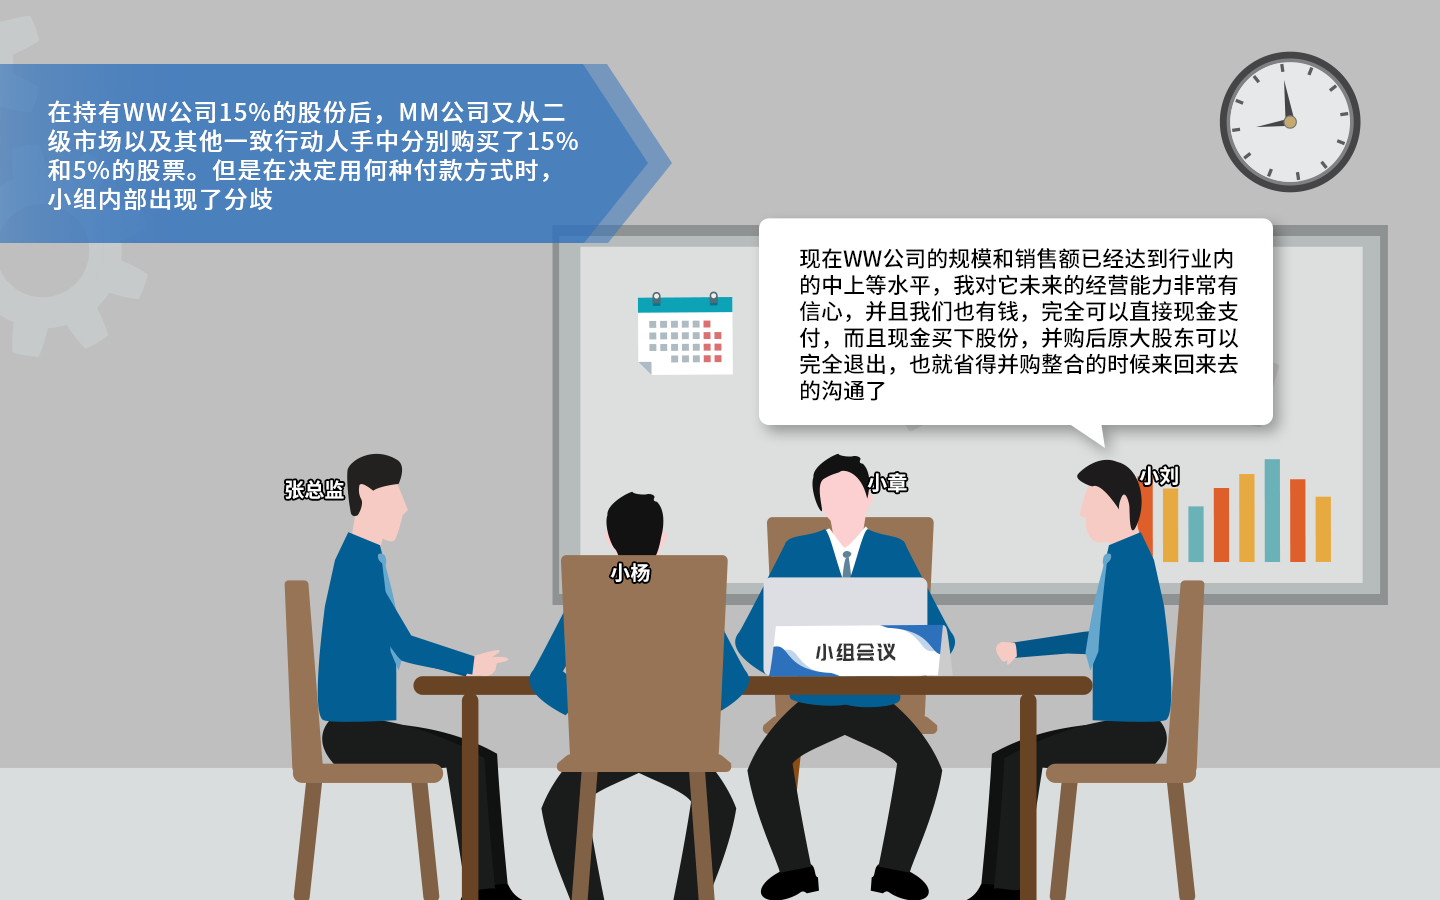 在持有WW公司15%的股份后，MM公司又从二
级市场以及其他一致行动人手中分别购买了15%
和5%的股票。但是在决定用何种付款方式时，
小组内部出现了分歧
现在WW公司的规模和销售额已经达到行业内
的中上等水平，我对它未来的经营能力非常有
信心，并且我们也有钱，完全可以直接现金支
付，而且现金买下股份，并购后原大股东可以
完全退出，也就省得并购整合的时候来回来去
的沟通了
张总监
小章
小刘
小杨
小组会议